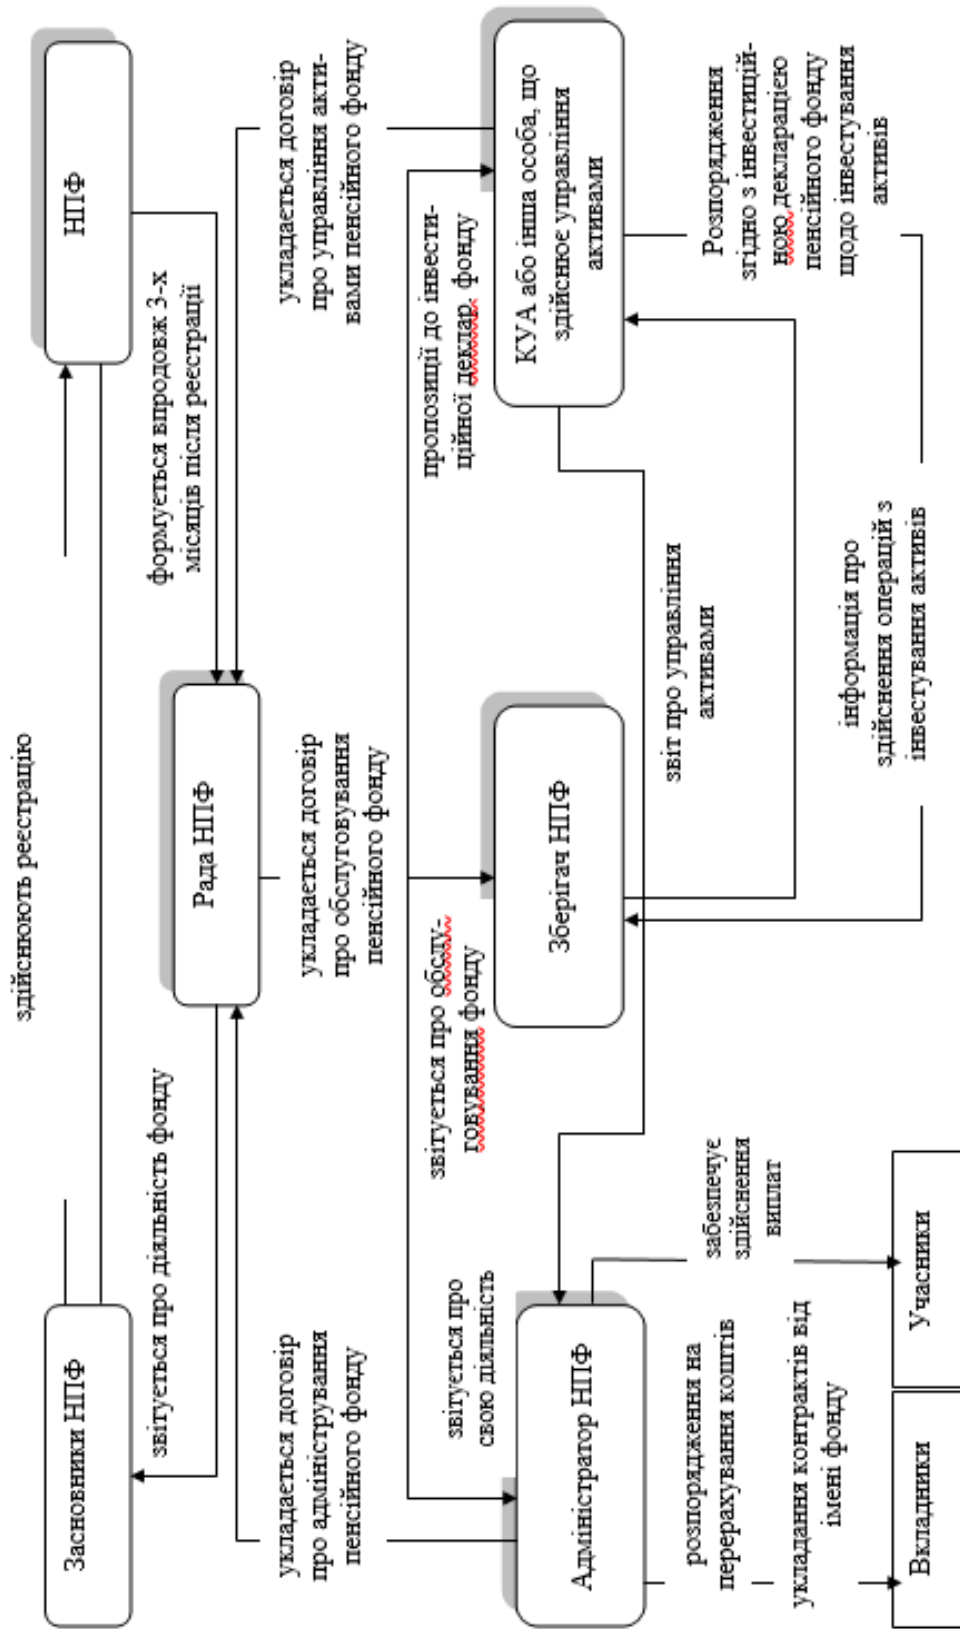 здійснюють реєстрацію
Засновники НПФ
НПФ
звітується про діяльність фонду
формується впродовж 3-х
місяців після реєстрації
Рада НПФ
укладається договір
про адміністрування
пенсійного фонду
укладається договір
про обслуговування
пенсійного фонду
укладається договір
про управління акти-
вами пенсійного фонду
звітується про
свою діяльність
звітується про обслу-
говування фонду
пропозиції до інвести-
ційної деклар. фонду
Адміністратор НПФ
Зберігач НПФ
КУА або інша особа, що
здійснює управління
активами
розпорядження на
перерахування коштів
укладання контрактів від
імені фонду
забезпечує
здійснення
виплат
звіт про управління
активами
Розпорядження
згідно з інвестицій-
ною декларацією
пенсійного фонду
щодо інвестування
активів
інформація про
здійснення операцій з
інвестування активів
Вкладники
Учасники